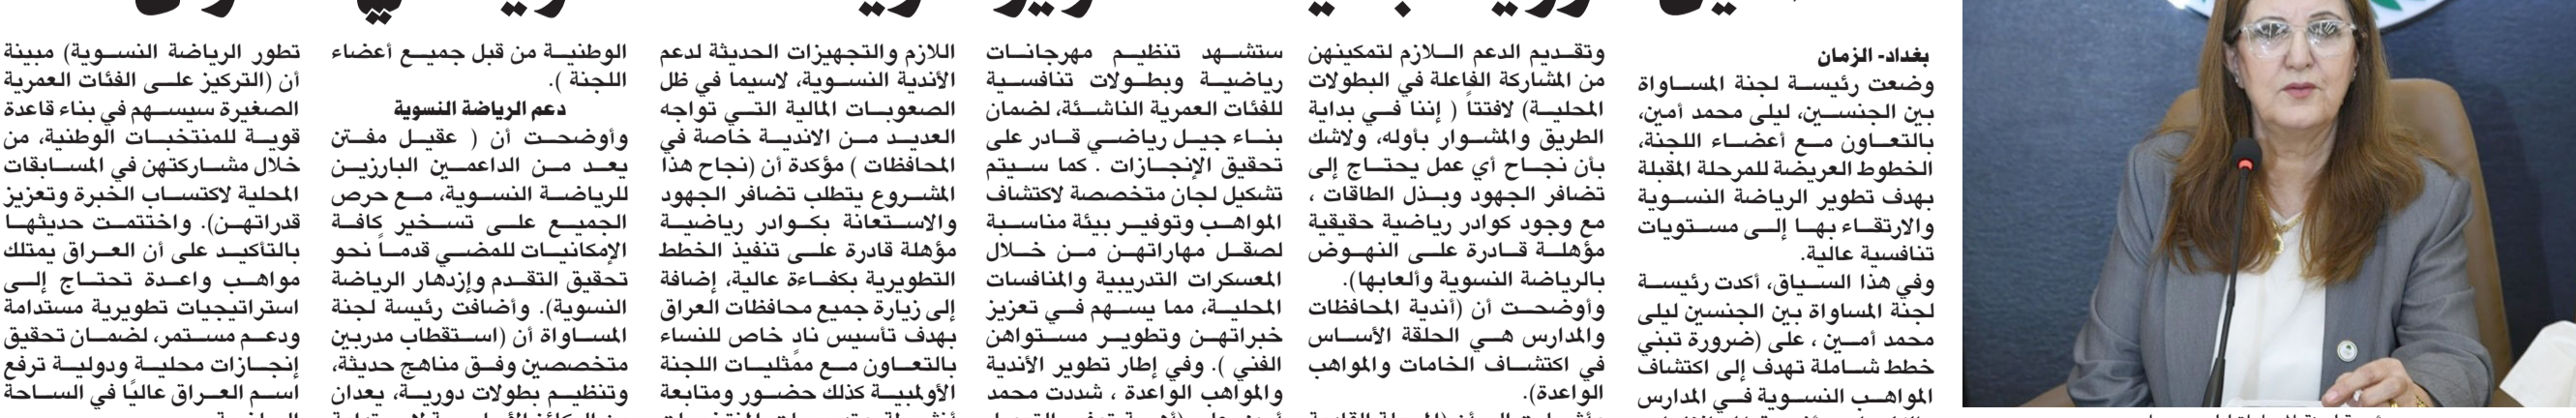 بغداد- الزمان
وضعت رئيسة لجنة المساواة
بين الجنسين، ليلى محمد أمين،
بالتعاون مع أعضاء اللجنة،
الخطوط العريضة للمرحلة المقبلة
بهدف تطوير الرياضة النسوية
والارتقاء بها إلى مستويات
تنافسية عالية.
وفي هذا السياق، أكدت رئيسة
لجنة المساواة بين الجنسين ليلى
محمد أمين ، على (ضرورة تبني
خطط شاملة تهدف إلى اكتشاف
المواهب النسوية في المدارس
وتقديم الدعم اللازم لتمكينهن
من المشاركة الفاعلة في البطولات
المحلية) لافتتاً ( إننا في بداية
الطريق والمشوار بأوله، ولاشك
بأن نجاح أي عمل يحتاج إلى
تضافر الجهود وبذل الطاقات ،
مع وجود كوادر رياضية حقيقية
مؤهلة قادرة على النهوض
بالرياضة النسوية وألعابها).
وأوضحت أن (أندية المحافظات
والمدارس هي الحلقة الأساس
في اكتشاف الخامات والمواهب
الواعدة).
ستشهد تنظيم مهرجانات
رياضية وبطولات تنافسية
للفئات العمرية الناشئة، لضمان
بناء جيل رياضي قادر على
تحقيق الإنجازات . كما سيتم
تشكيل لجان متخصصة لاكتشاف
المواهب وتوفير بيئة مناسبة
لصقل مهاراتهن من خلال
المعسكرات التدريبية والمنافسات
المحلية، مما يسهم في تعزيز
خبراتهن وتطوير مستواهن
الفني ). وفي إطار تطوير الأندية
والمواهب الواعدة ، شددت محمد
اللازم والتجهيزات الحديثة لدعم
الأندية النسوية، لاسيما في ظل
الصعوبات المالية التي تواجه
العديد من الاندية خاصة في
المحافظات ) مؤكدة أن (نجاح هذا
المشروع يتطلب تضافر الجهود
والاستعانة بكوادر رياضية
مؤهلة قادرة على تنفيذ الخطط
التطويرية بكفاءة عالية، إضافة
إلى زيارة جميع محافظات العراق
بهدف تأسيس ناد خاص للنساء
بالتعاون مع ممثليات اللجنة
الأولمبية كذلك حضور ومتابعة
الوطنية من قبل جميع أعضاء
اللجنة ).
دعم الرياضة النسوية
وأوضحت أن ( عقيل مفتن
يعد من الداعمين البارزين
للرياضة النسوية، مع حرص
الجميع على تسخير كافة
الإمكانيات للمضي قدماً نحو
تحقيق التقدم وإزدهار الرياضة
النسوية). وأضافت رئيسة لجنة
المساواة أن (استقطاب مدربين
متخصصين وفق مناهج حديثة،
وتنظيم بطولات دورية، يعدان
تطور الرياضة النسوية) مبينة
أن (التركيز على الفئات العمرية
الصغيرة سيسهم في بناء قاعدة
قوية للمنتخبات الوطنية، من
خلال مشاركتهن في المسابقات
المحلية لاكتساب الخبرة وتعزيز
قدراتهن). واختتمت حديثها
بالتأكيد على أن العراق يمتلك
مواهب واعدة تحتاج إلى
استراتيجيات تطويرية مستدامة
ودعم مستمر، لضمان تحقيق
إنجازات محلية ودولية ترفع
اسم العراق عاليًا في الساحة